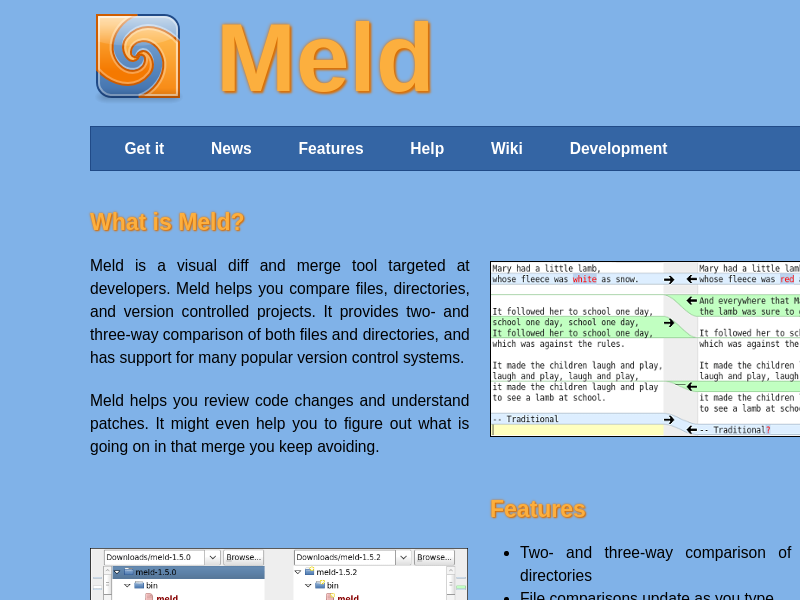 Meld
Get it
News
Features
Help
Wiki
Development
What is Meld?
Meld is a visual diff and merge tool targeted at
developers. Meld helps you compare files, directories,
and version controlled projects. It provides two- and
three-way comparison of both files and directories, and
has support for many popular version control systems.
Meld helps you review code changes and understand
patches. It might even help you to figure out what is
going on in that merge you keep avoiding.
Mary had a little lamb,
whose fleece was white as snow.
It followed her to school one day,
school one day, school one day,
It followed her to school one day,
which was against the rules.
It made the children laugh and play,
laugh and play, laugh and play,
it made the children laugh and play
to see a lamb at school.
-- Traditional
Mary had a little
whose fleece was red
And everywhere that
the lamb was sure to
It followed her to
which was against the
It made the children
laugh and play,
it made the children
to see a lamb at
-- Traditional?
Downloads/meld-1.5.0
Browse...
Downloads/meld-1.5.2
Browse...
meld-1.5.0
bin
meld
meld-1.5.2
bin
meld
Features
Two- and three-way comparison of
directories
File comparisons update as you type